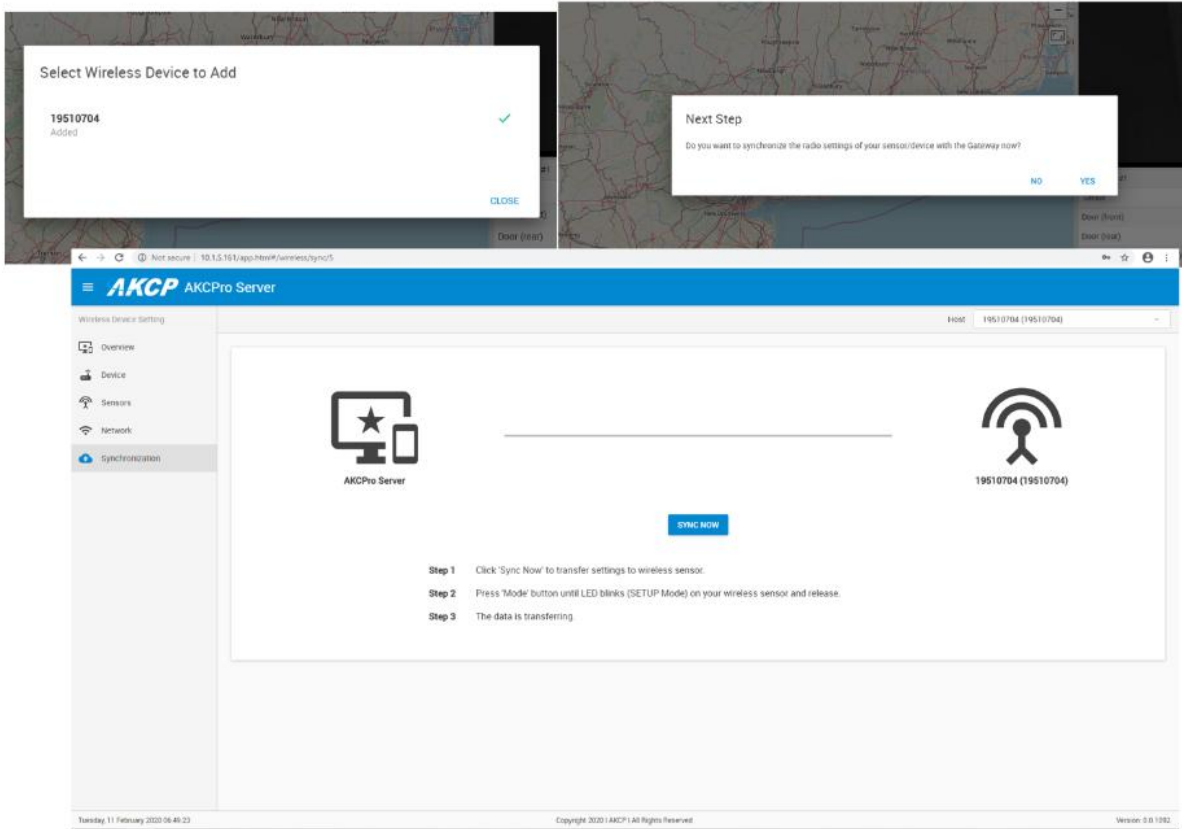 Select Wireless Device to Add
19510704
Added
CLOSE
Door (rear)
Next Step
Do you want to synchronize the radio settings of your sensor/device with the Gateway now?
NO YES
Door (front)
Door (rear)
Not secure | 10.1.5.161/app.html#/wireless/sync/5
AKCP AKCPro Server
Wireless Device Setting
Host 19510704 (19510704)
Overview
Device
Sensors
Network
Synchronization
AKCPro Server
19510704 (19510704)
SYNC NOW
Step 1 Click 'Sync Now' to transfer settings to wireless sensor.
Step 2 Press 'Mode' button until LED blinks (SETUP Mode) on your wireless sensor and release.
Step 3 The data is transferring.
Tuesday, 11 February 2020 06:49:23
Copyright 2020 | AKCP | All Rights Reserved
Version: 0.0.1092